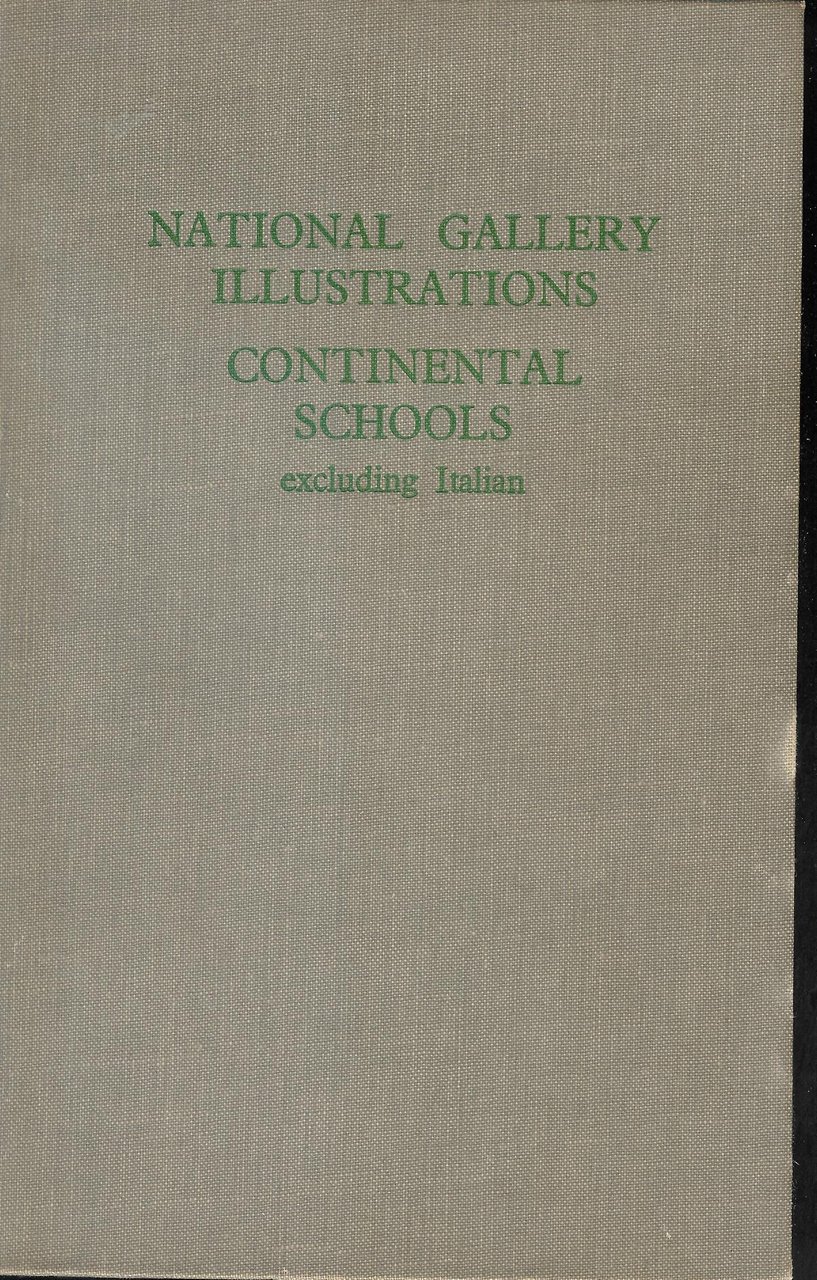 NATIONAL GALLERY
ILLUSTRATIONS
CONTINENTAL
SCHOOLS
excluding Italian